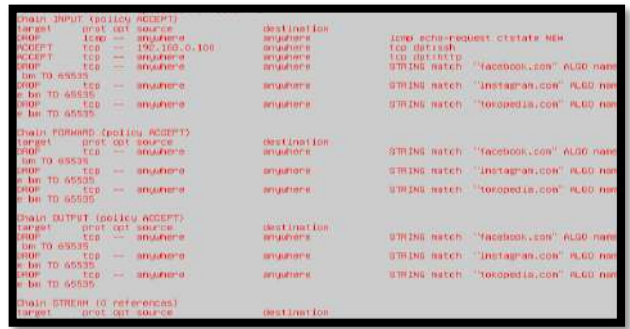 Chain INPUT (policy ACCEPT)
target prot opt source destination
DROP icmp -- anywhere anywhere icmp echo-request ctstate NEW
ACCEPT tcp -- 192.168.0.100 anywhere tcp dpt:ssh
ACCEPT tcp -- anywhere anywhere tcp dpt:http
DROP tcp -- anywhere anywhere STRING match "facebook.com" ALGO name
bm TO 65535
DROP tcp -- anywhere anywhere STRING match "instagram.com" ALGO nam
e bm TO 65535
DROP tcp -- anywhere anywhere STRING match "tokopedia.com" ALGO nam
e bm TO 65535
Chain FORWARD (policy ACCEPT)
target prot opt source destination
DROP tcp -- anywhere anywhere STRING match "facebook.com" ALGO name
bm TO 65535
DROP tcp -- anywhere anywhere STRING match "instagram.com" ALGO nam
e bm TO 65535
DROP tcp -- anywhere anywhere STRING match "tokopedia.com" ALGO nam
e bm TO 65535
Chain OUTPUT (policy ACCEPT)
target prot opt source destination
DROP tcp -- anywhere anywhere STRING match "facebook.com" ALGO name
bm TO 65535
DROP tcp -- anywhere anywhere STRING match "instagram.com" ALGO nam
e bm TO 65535
DROP tcp -- anywhere anywhere STRING match "tokopedia.com" ALGO nam
e bm TO 65535
Chain STREAM (0 references)
target prot opt source destination